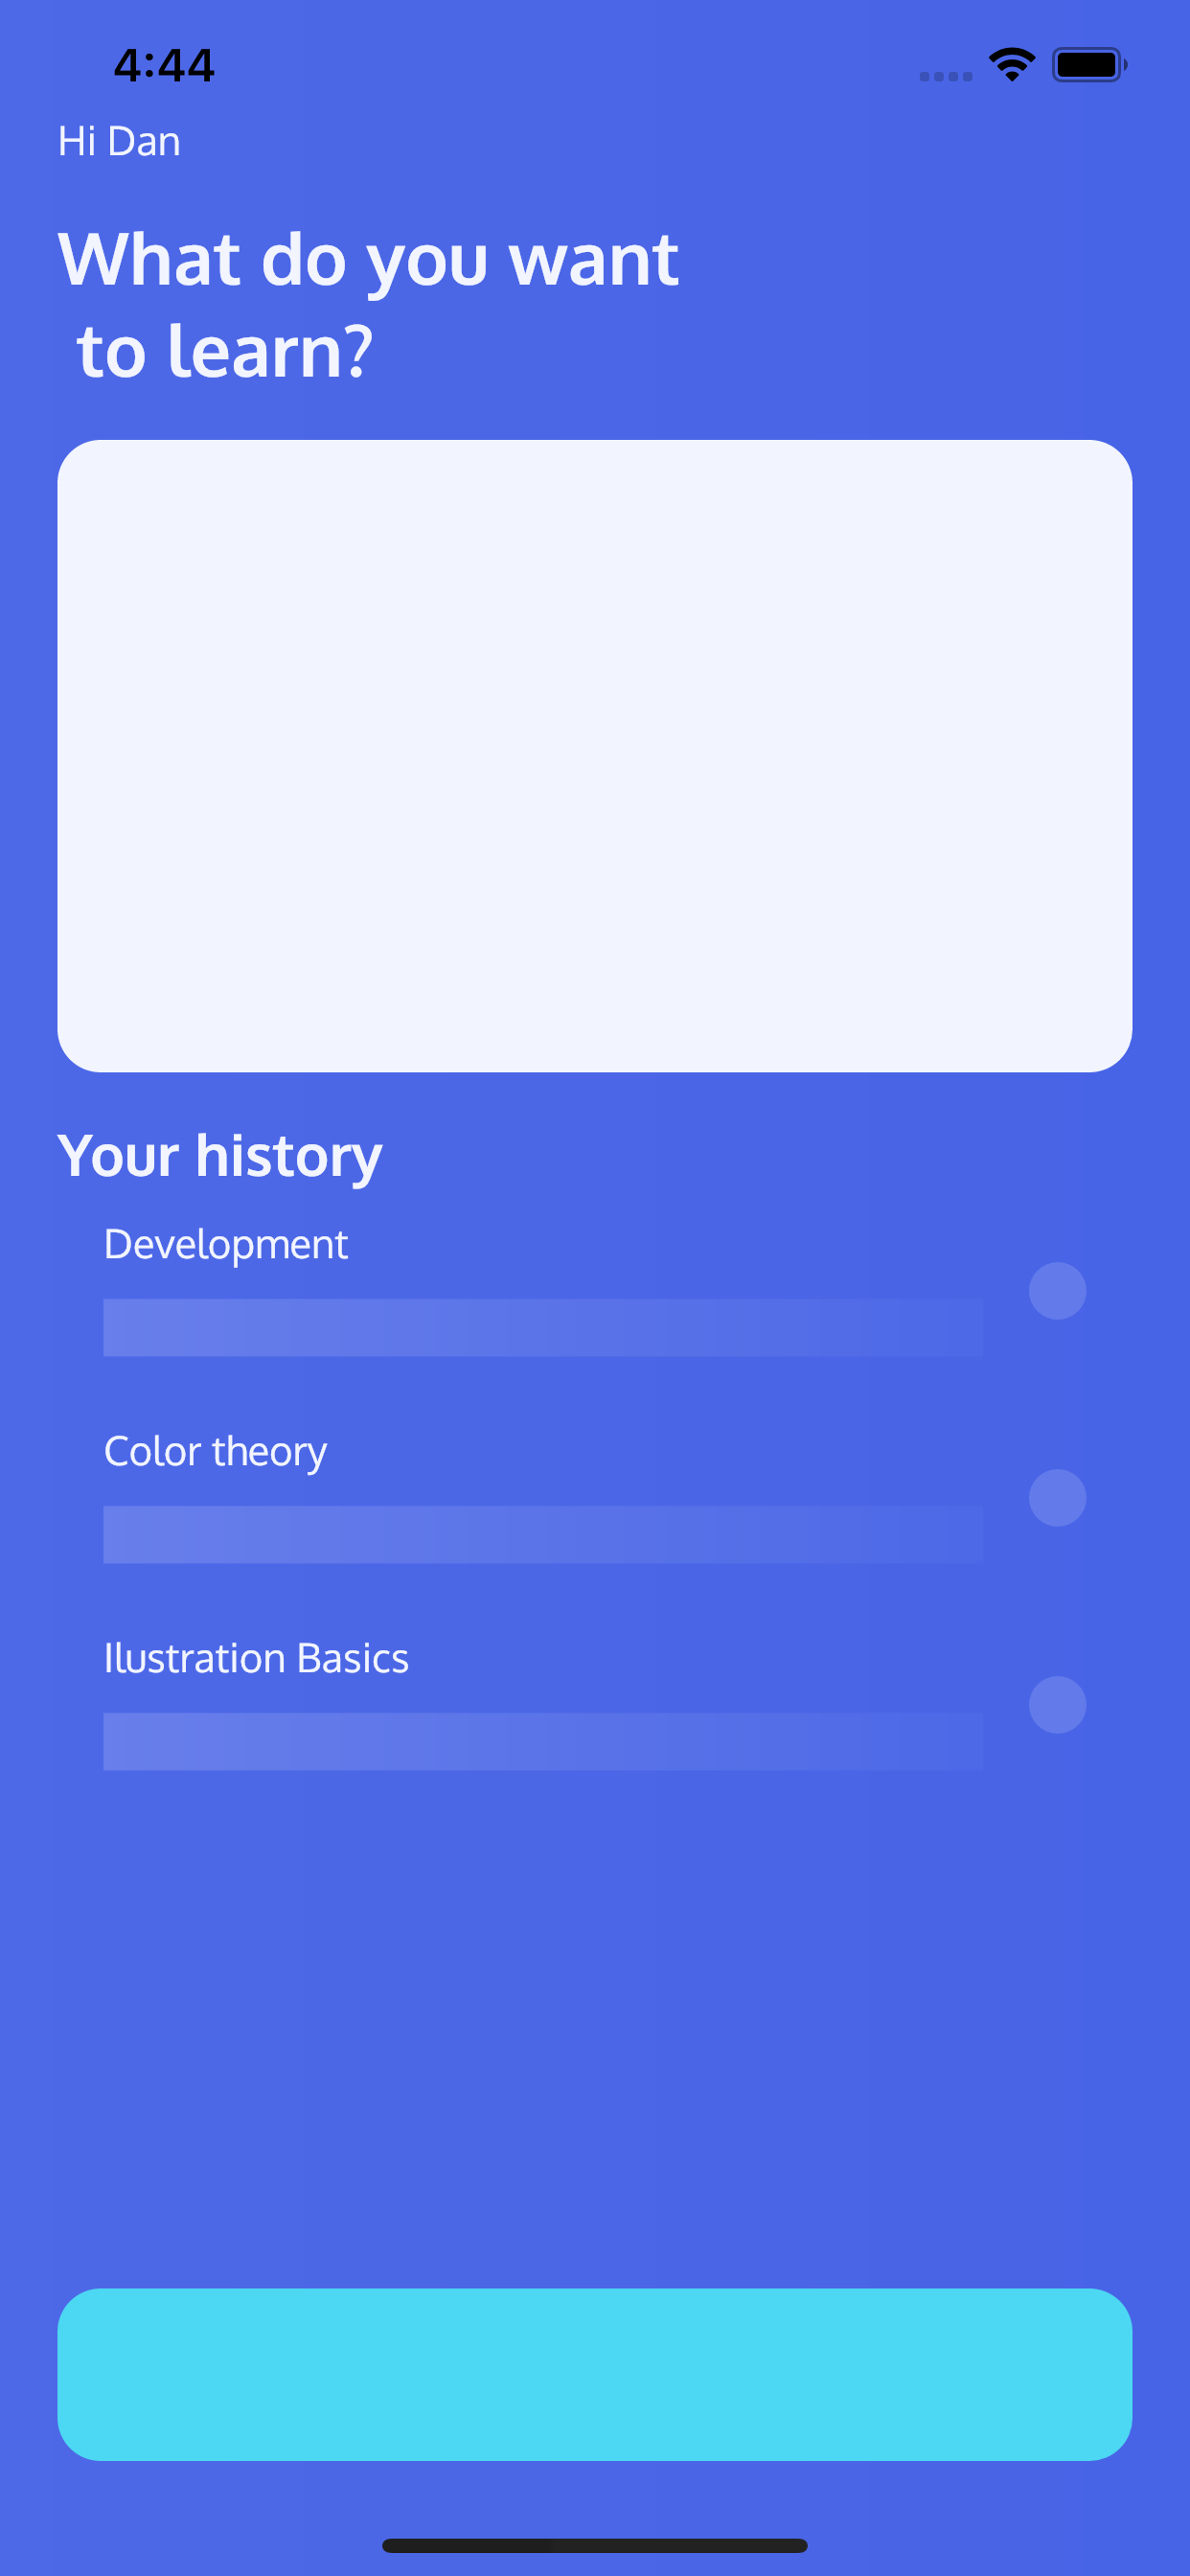 4:44
Hi Dan
What do you want
to learn?
Your history
Development
Color theory
Ilustration Basics